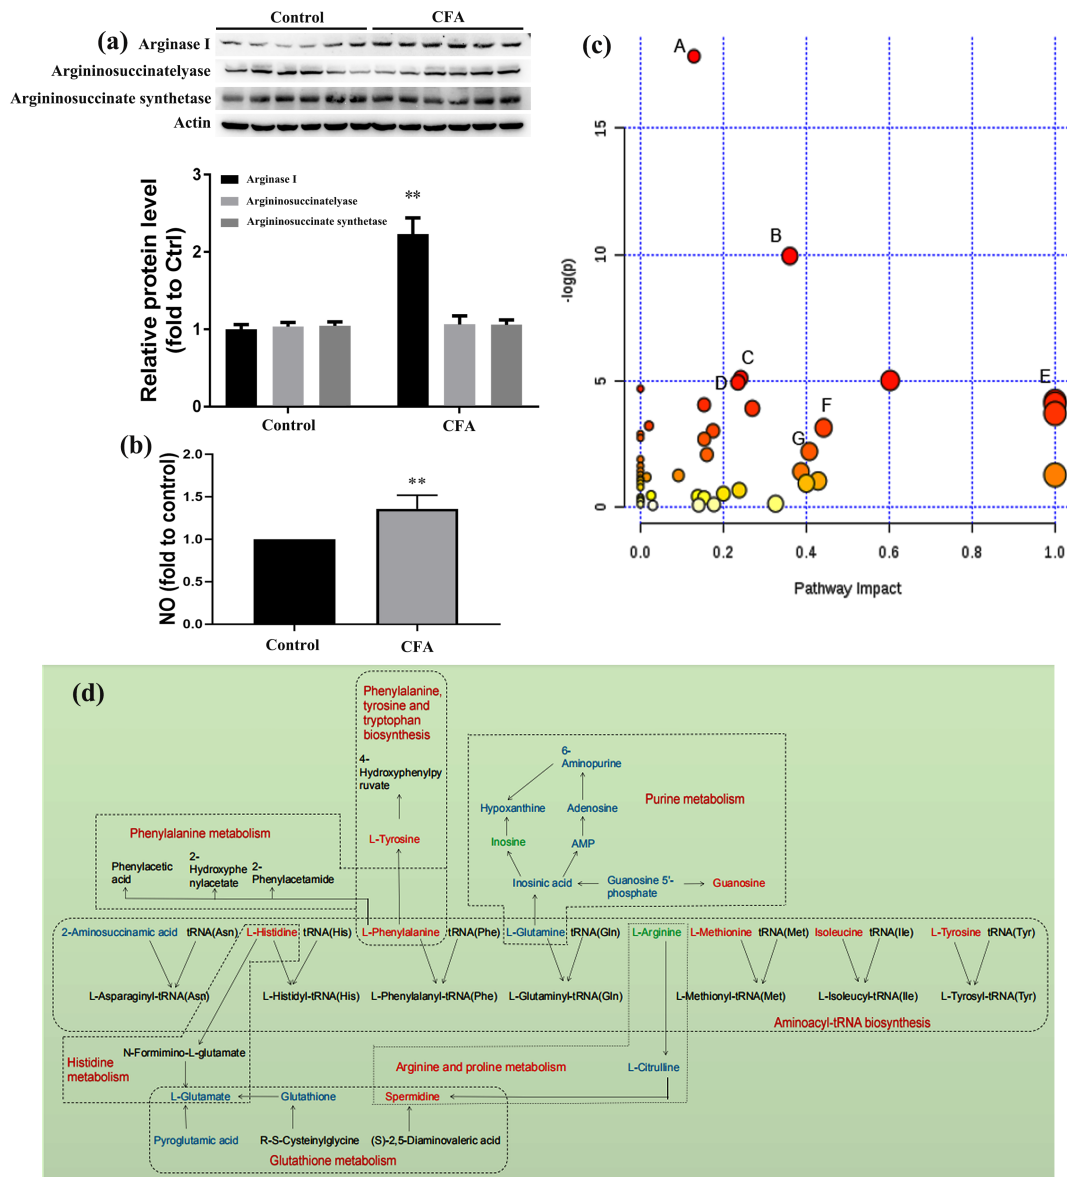 Control
CFA
(a)
Arginase I
Argininosuccinatelyase
Argininosuccinate synthetase
Actin
Relative protein level
(fold to Ctrl)
3
2
1
0
Arginase I
Argininosuccinatelyase
Argininosuccinate synthetase
**
Control
CFA
(b)
NO (fold to control)
2.0
1.5
1.0
0.5
0.0
**
Control
CFA
(c)
-log(p)
15
10
5
0
A
B
C
D
E
F
G
0.0
0.2
0.4
0.6
0.8
1.0
Pathway Impact
(d)
Phenylalanine,
tyrosine and
tryptophan
biosynthesis
4-
Hydroxyphenylpy
ruvate
L-Tyrosine
6-
Aminopurine
Hypoxanthine
Adenosine
Purine metabolism
Inosine
AMP
Inosinic acid
Guanosine 5'-
phosphate
Guanosine
Phenylalanine metabolism
Phenylacetic
acid
2-
Hydroxyphe
nylacetate
2-
Phenylacetamide
2-Aminosuccinamic acid
tRNA(Asn)
L-Histidine
tRNA(His)
L-Phenylalanine
tRNA(Phe)
L-Glutamine
tRNA(Gln)
L-Arginine
L-Methionine
tRNA(Met)
Isoleucine
tRNA(Ile)
L-Tyrosine
tRNA(Tyr)
L-Asparaginyl-tRNA(Asn)
L-Histidyl-tRNA(His)
L-Phenylalanyl-tRNA(Phe)
L-Glutaminyl-tRNA(Gln)
L-Methionyl-tRNA(Met)
L-Isoleucyl-tRNA(Ile)
L-Tyrosyl-tRNA(Tyr)
Aminoacyl-tRNA biosynthesis
N-Formimino-L-glutamate
Histidine
metabolism
Arginine and proline metabolism
L-Citrulline
L-Glutamate
Glutathione
Spermidine
Pyroglutamic acid
R-S-Cysteinylglycine
(S)-2,5-Diaminovaleric acid
Glutathione metabolism